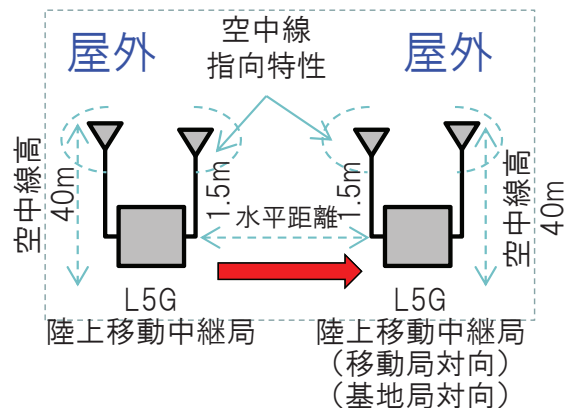 屋外
空中線
指向特性
屋外
空中線高
40m
1.5m
水平距離
1.5m
空中線高
40m
L5G
陸上移動中継局
L5G
陸上移動中継局
（移動局対向）
（基地局対向）